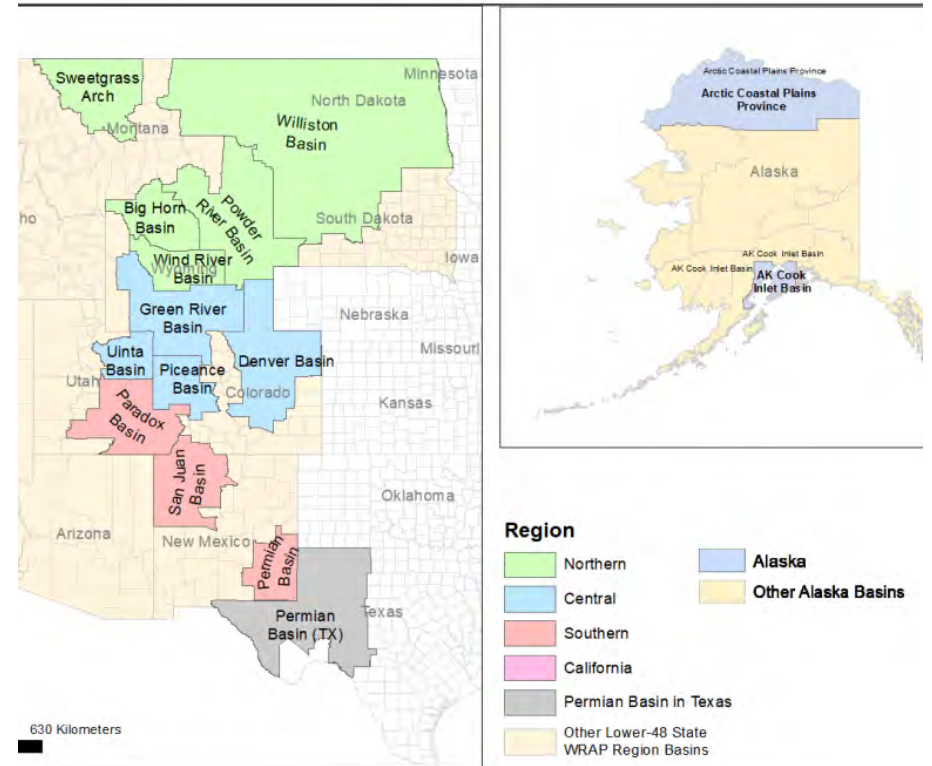 Sweetgrass
Arch
Minnesota
North Dakota
Montana
Williston
Basin
ho
Big Horn
Basin
Powder
River Basin
South Dakota
Wind River
Wyoming
Basin
Iowa
Green River
Basin
Nebraska
Uinta
Basin
Piceance
Basin
Denver Basin
Missouri
Utah
Colorado
Kansas
Paradox
Basin
San Juan
Basin
Oklahoma
Arizona
New Mexico
Permian
Basin
Texas
Permian
Basin (TX)
630 Kilometers
Arctic Coastal Plains Province
Arctic Coastal Plains
Province
Alaska
AK Cook Inlet Basin
AK Cook Inlet Basin
AK Cook
Inlet Basin
Region
Northern
Central
Southern
California
Permian Basin in Texas
Other Lower-48 State
WRAP Region Basins
Alaska
Other Alaska Basins